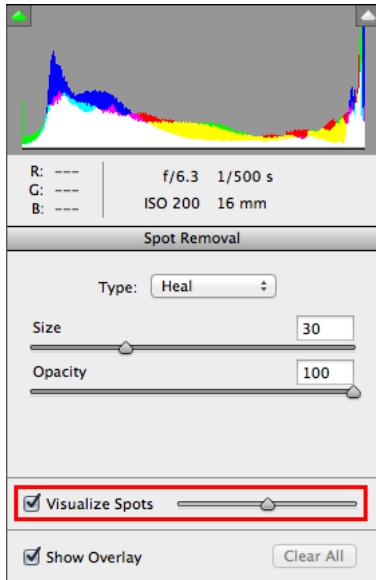 R: --- f/6.3 1/500 s
G: ---
B: --- ISO 200 16 mm
Spot Removal
Type: Heal
Size 30
Opacity 100
Visualize Spots
Show Overlay Clear All